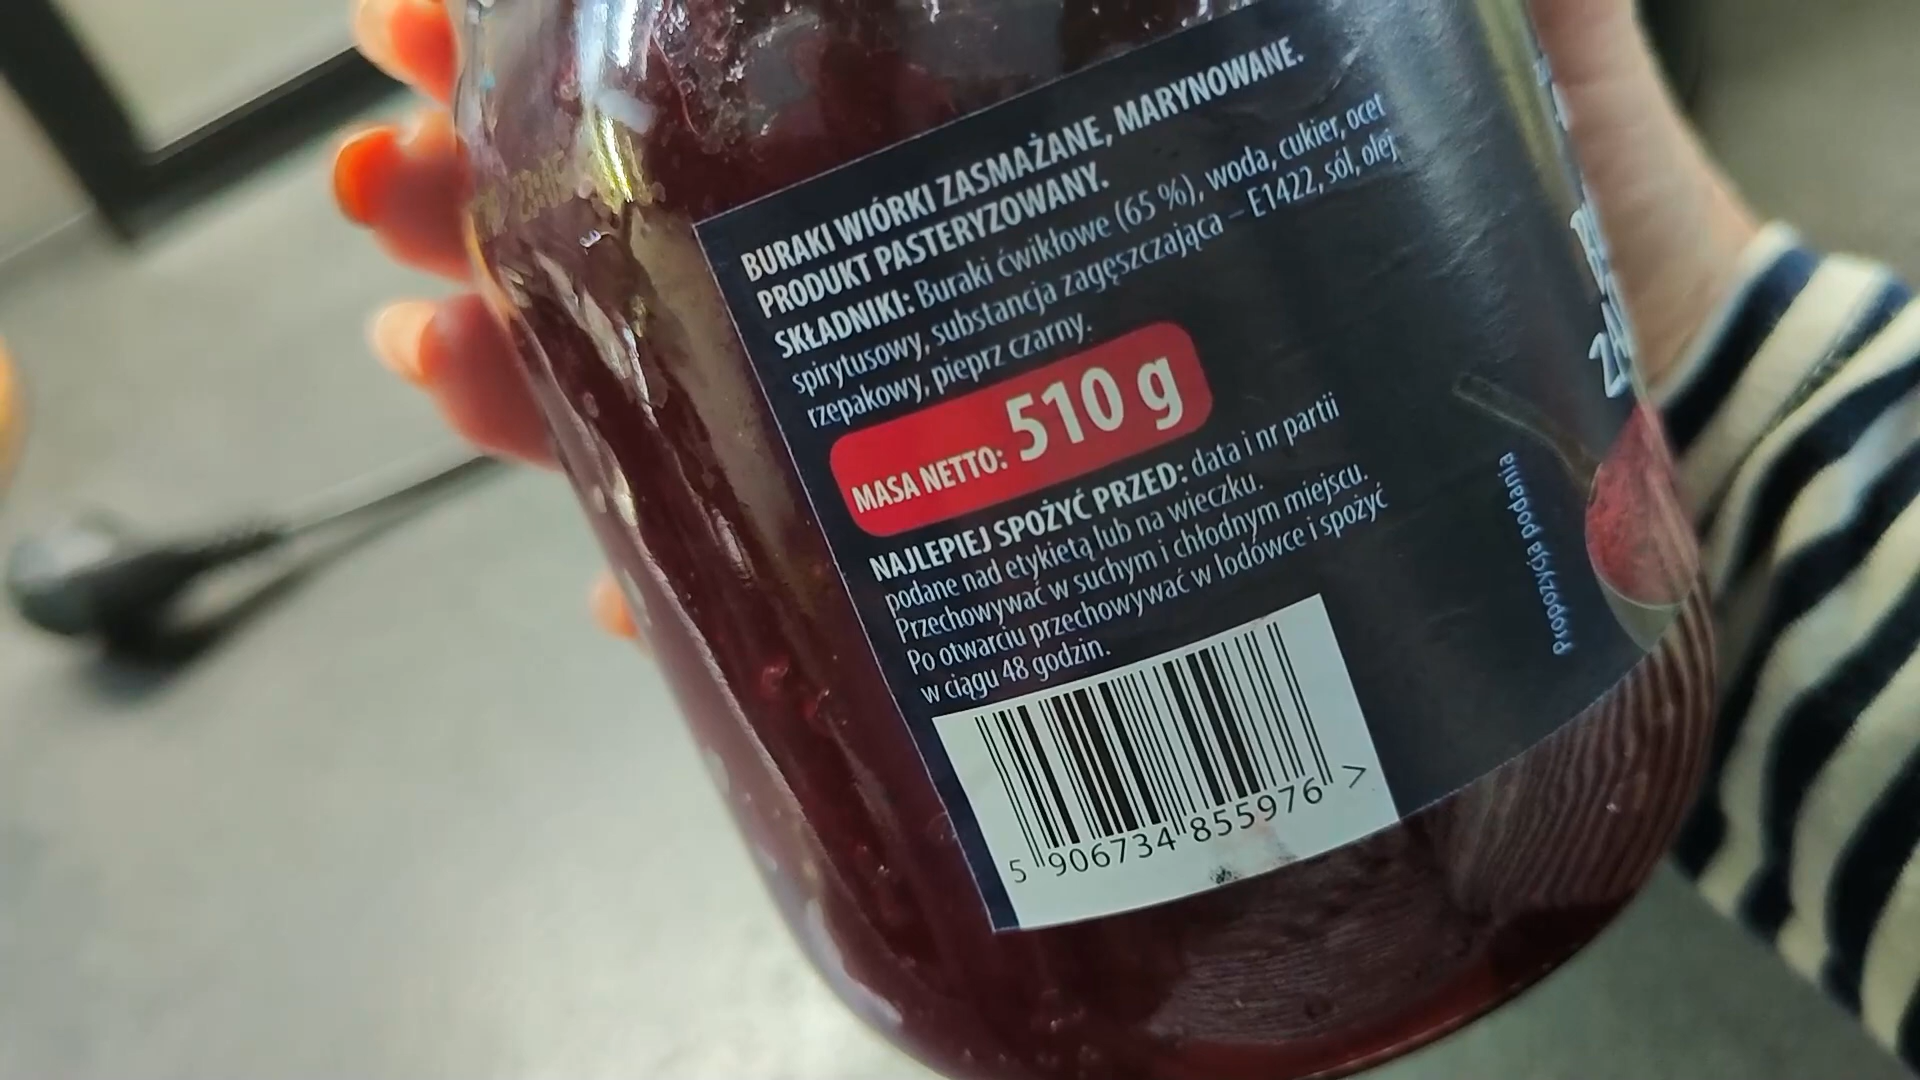 BURAKI WIÓRKI ZASMAŻANE, MARYNOWANE.
PRODUKT PASTERYZOWANY.
SKŁADNIKI: Buraki ćwikłowe (65 %), woda, cukier, ocet
spirytusowy, substancja zagęszczająca – E1422, sól, olej
rzepakowy, pieprz czarny.
MASA NETTO: 510 g
NAJLEPIEJ SPOŻYĆ PRZED: data i nr partii
podane nad etykietą lub na wieczku.
Przechowywać w suchym i chłodnym miejscu.
Po otwarciu przechowywać w lodówce i spożyć
w ciągu 48 godzin.
5 906734 855976 >
Propozycja podania